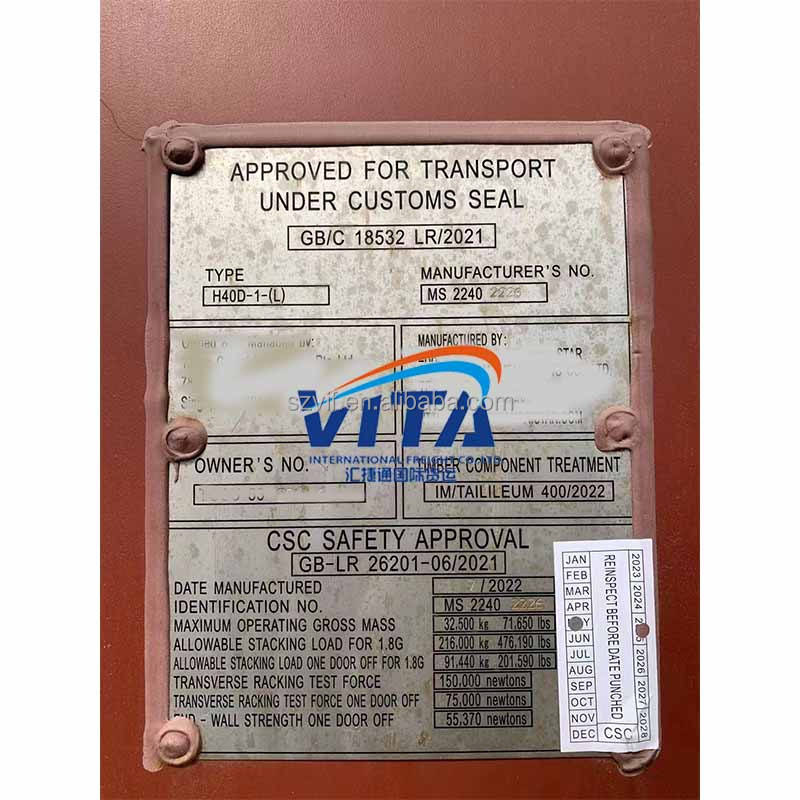 APPROVED FOR TRANSPORT
UNDER CUSTOMS SEAL
GB/C 18532 LR/2021
TYPE
H40D-1-(L)
MANUFACTURER'S NO.
MS 2240 2226
MANUFACTURED BY:
STAR
VITA
szyjf.en.alibaba.com
INTERNATIONAL FREIGHT CO.,LTD
汇捷通国际货运
OWNER'S NO.
TIMBER COMPONENT TREATMENT
IM/TAILILEUM 400/2022
CSC SAFETY APPROVAL
GB-LR 26201-06/2021
DATE MANUFACTURED /2022
IDENTIFICATION NO. MS 2240 2226
MAXIMUM OPERATING GROSS MASS 32.500 kg 71.650 lbs
ALLOWABLE STACKING LOAD FOR 1.8G 216.000 kg 476.190 lbs
ALLOWABLE STACKING LOAD ONE DOOR OFF FOR 1.8G 91.440 kg 201.590 lbs
TRANSVERSE RACKING TEST FORCE 150,000 newtons
TRANSVERSE RACKING TEST FORCE ONE DOOR OFF 75,000 newtons
END - WALL STRENGTH ONE DOOR OFF 55,370 newtons
JAN
FEB
MAR
APR
JUN
JUL
AUG
SEP
OCT
NOV
DEC
REINSPECT BEFORE DATE PUNCHED
CSC
2023 2024 2026 2027 2028